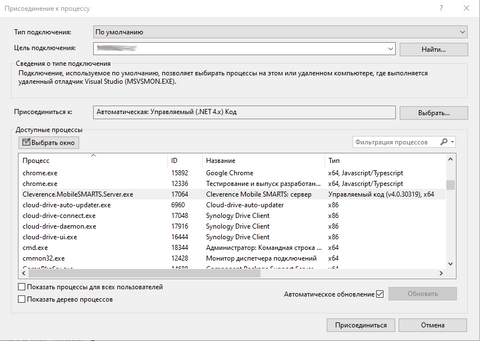 Присоединение к процессу
Тип подключения: По умолчанию
Цель подключения: Найти...
Сведения о типе подключения
Подключение, используемое по умолчанию, позволяет выбирать процессы на этом или удаленном компьютере, где выполняется
удаленный отладчик Visual Studio (MSVSMON.EXE).
Присоединиться к: Автоматическая: Управляемый (.NET 4.x) Код Выбрать...
Доступные процессы
Выбрать окно Фильтрация процессов
Процесс ID Название Тип
chrome.exe 15892 Google Chrome x64, Javascript/Typescript
chrome.exe 12336 Тестирование и выпуск разработан... x64, Javascript/Typescript
Cleverence.MobileSMARTS.Server.exe 17064 Cleverence Mobile SMARTS: сервер Управляемый код (v4.0.30319), x64
cloud-drive-auto-updater.exe 6960 Cloud-Drive-auto-updater x86
cloud-drive-connect.exe 17048 Synology Drive Client x86
cloud-drive-daemon.exe 17916 Synology Drive Client x86
cloud-drive-ui.exe 16444 Synology Drive Client x86
cmd.exe 18344 Администратор: Командная строка ... x64
cmmon32.exe 12428 Монитор диспетчера подключений x64
Показать процессы для всех пользователей
Показать дерево процессов
Автоматическое обновление Обновить
Присоединиться Отмена